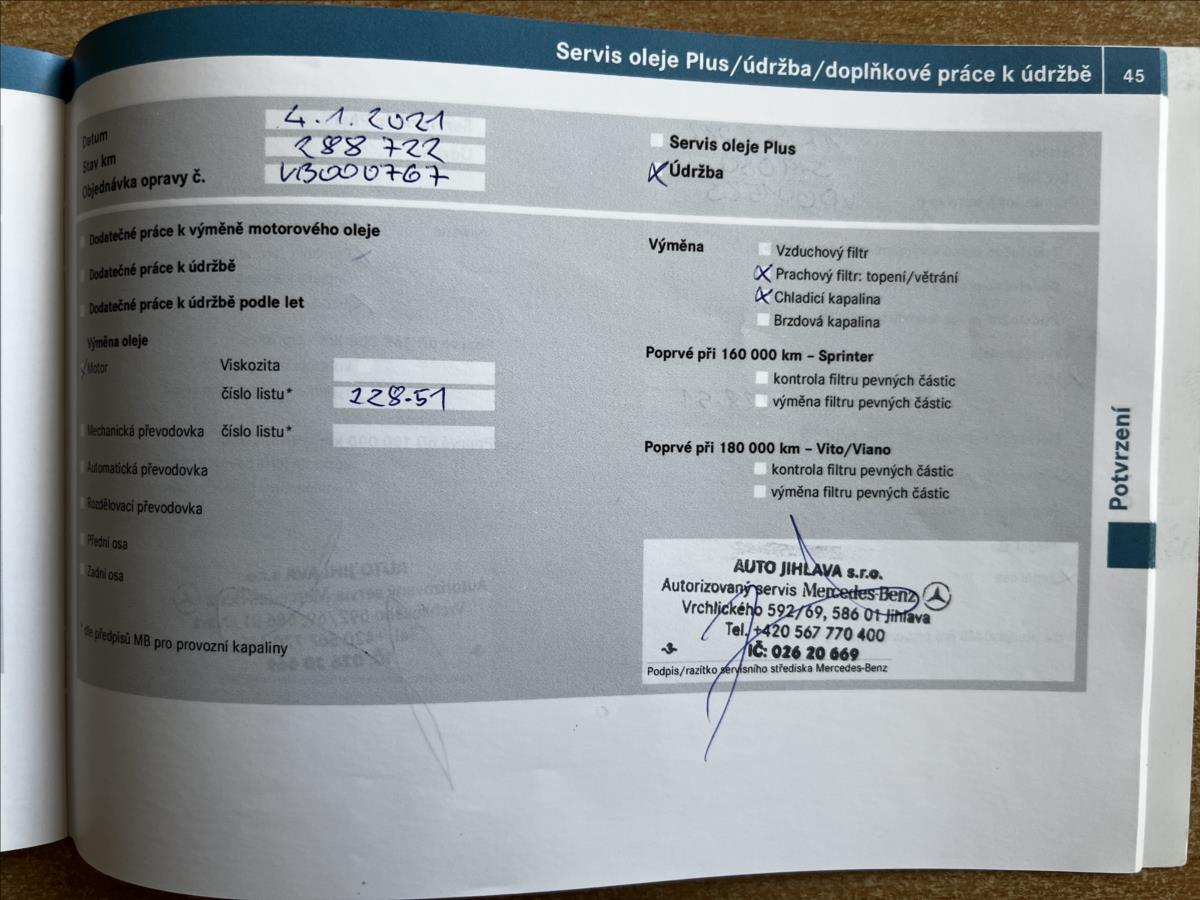 Servis oleje Plus/údržba/doplňkové práce k údržbě 45
Datum 4.1.2021
Stav km 288 722
Objednávka opravy č. VB000767
Servis oleje Plus
Údržba
Dodatečné práce k výměně motorového oleje
Dodatečné práce k údržbě
Dodatečné práce k údržbě podle let
Výměna oleje
Motor Viskozita
číslo listu* 228.51
Mechanická převodovka číslo listu*
Automatická převodovka
Rozdělovací převodovka
Přední osa
Zadní osa
* dle předpisů MB pro provozní kapaliny
Výměna Vzduchový filtr
Prachový filtr: topení/větrání
Chladicí kapalina
Brzdová kapalina
Poprvé při 160 000 km – Sprinter
kontrola filtru pevných částic
výměna filtru pevných částic
Poprvé při 180 000 km – Vito/Viano
kontrola filtru pevných částic
výměna filtru pevných částic
AUTO JIHLAVA s.r.o.
Autorizovaný servis Mercedes-Benz
Vrchlického 592/69, 586 01 Jihlava
Tel. +420 567 770 400
-3- IČ: 026 20 669
Podpis/razítko servisního střediska Mercedes-Benz
Potvrzení